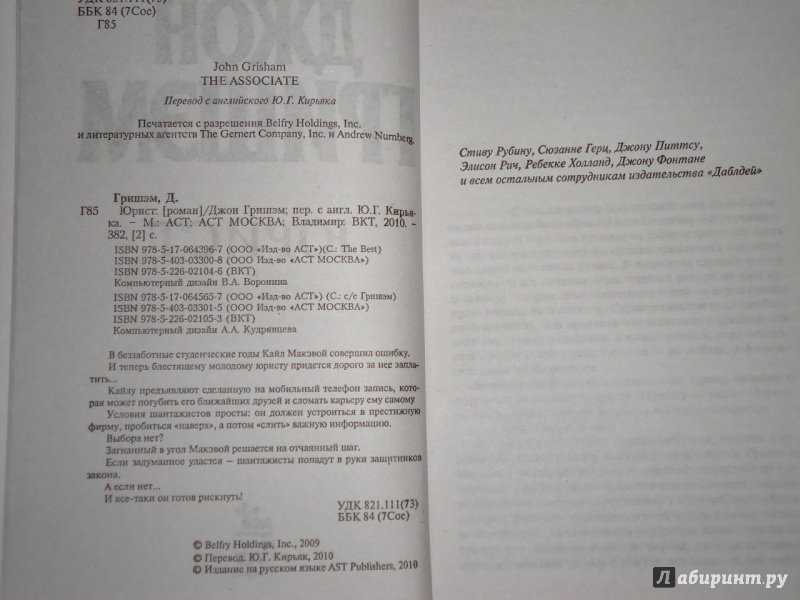 УДК 821.111(73)
ББК 84 (7Сое)
Г85
John Grisham
THE ASSOCIATE
Перевод с английского Ю.Г. Кирьяка
Печатается с разрешения Belfry Holdings, Inc.
и литературных агентств The Gernert Company, Inc. и Andrew Nurnberg.
Гришэм, Д.
Г85 Юрист: [роман]/Джон Гришэм; пер. с англ. Ю.Г. Кирья-
ка. – М.: АСТ: АСТ МОСКВА; Владимир: ВКТ, 2010. –
382, [2] с.
ISBN 978-5-17-064396-7 (ООО «Изд-во АСТ»)(С.: The Best)
ISBN 978-5-403-03300-8 (ООО Изд-во «АСТ МОСКВА»)
ISBN 978-5-226-02104-6 (ВКТ)
Компьютерный дизайн В.А. Воронина
ISBN 978-5-17-064565-7 (ООО «Изд-во АСТ») (С.: с/с Гришэм)
ISBN 978-5-403-03301-5 (ООО Изд-во «АСТ МОСКВА»)
ISBN 978-5-226-02105-3 (ВКТ)
Компьютерный дизайн А.А. Кудрявцева
В беззаботные студенческие годы Кайл Макэвой совершил ошибку.
И теперь блестящему молодому юристу придется дорого за нее запла-
тить...
Кайлу предъявляют сделанную на мобильный телефон запись, кото-
рая может погубить его ближайших друзей и сломать карьеру ему самому
Условия шантажистов просты: он должен устроиться в престижную
фирму, пробиться «наверх», а потом «слить» важную информацию.
Выбора нет?
Загнанный в угол Макэвой решается на отчаянный шаг.
Если задуманное удастся – шантажисты попадут в руки защитников
закона.
А если нет...
И все-таки он готов рискнуть!
УДК 821.111(73)
ББК 84 (7Сое)
© Belfry Holdings, Inc., 2009
© Перевод. Ю.Г. Кирьяк, 2010
© Издание на русском языке AST Publishers, 2010
Стиву Рубину, Сюзанне Герц, Джону Питтсу,
Элисон Рич, Ребекке Холланд, Джону Фонтане
и всем остальным сотрудникам издательства «Даблдей»
Лабиринт.ру